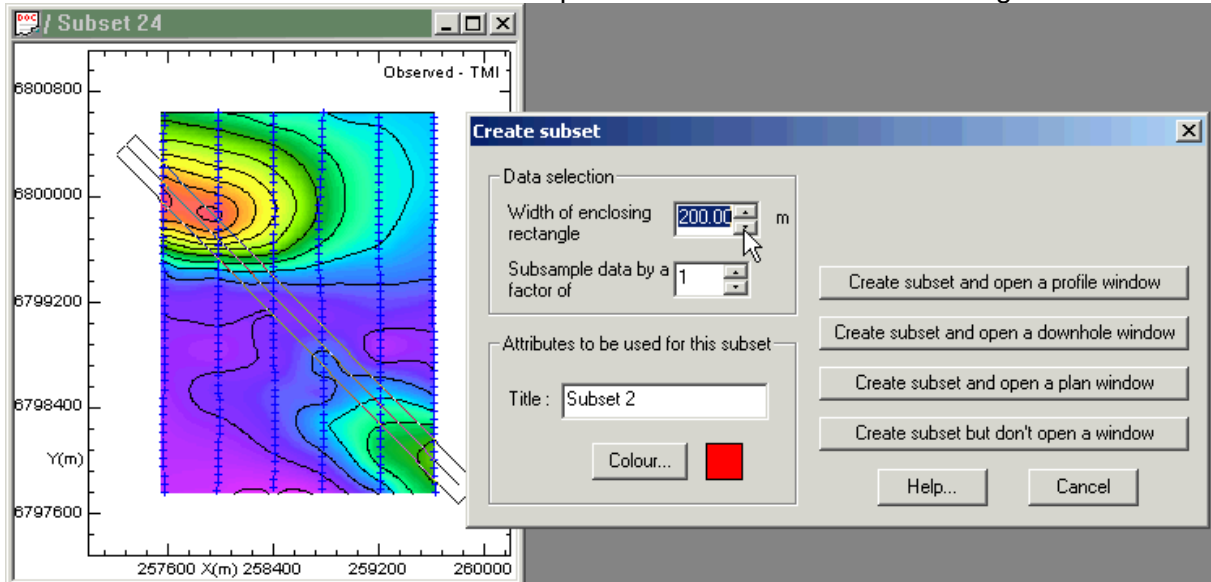 / Subset 24
Observed - TMI
6800800
6800000
6799200
6798400
Y(m)
6797600
257600 X(m) 258400 259200 260000
Create subset
Data selection
Width of enclosing
rectangle
200.00 m
Subsample data by a
factor of
1
Attributes to be used for this subset
Title : Subset 2
Colour...
Create subset and open a profile window
Create subset and open a downhole window
Create subset and open a plan window
Create subset but don't open a window
Help... Cancel